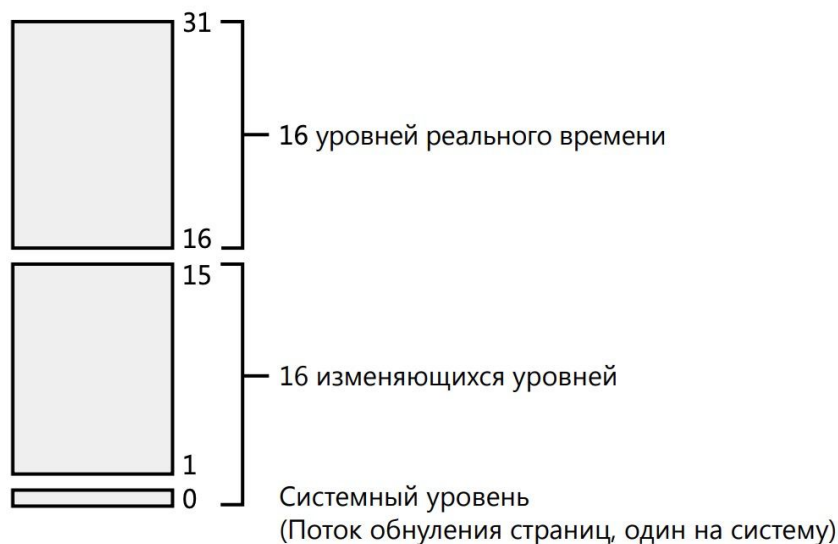 31
16 уровней реального времени
16
15
16 изменяющихся уровней
1
0
Системный уровень
(Поток обнуления страниц, один на систему)